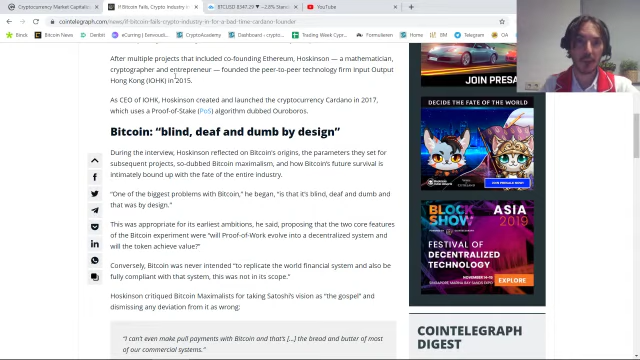 Cryptocurrency Market Capitaliz
If Bitcoin Fails, Crypto Industry i
BTCUSD 8347.29 ▼ −2.8%
YouTube
cointelegraph.com/news/if-bitcoin-fails-crypto-industry-in-for-a-bad-time-cardano-founder
After multiple projects that included co-founding Ethereum, Hoskinson — a mathematician,
cryptographer and entrepreneur — founded the peer-to-peer technology firm Input Output
Hong Kong (IOHK) in 2015.
As CEO of IOHK, Hoskinson created and launched the cryptocurrency Cardano in 2017,
which uses a Proof-of-Stake (PoS) algorithm dubbed Ouroboros.
Bitcoin: “blind, deaf and dumb by design”
During the interview, Hoskinson reflected on Bitcoin's origins, the parameters they set for
subsequent projects, so-dubbed Bitcoin maximalism, and how Bitcoin's future survival is
intimately bound up with the fate of the entire industry.
“One of the biggest problems with Bitcoin,” he began, “is that it's blind, deaf and dumb and
that was by design.”
This was appropriate for its earliest ambitions, he said, proposing that the two core features
of the Bitcoin experiment were “will Proof-of-Work evolve into a decentralized system and
will the token achieve value?”
Conversely, Bitcoin was never intended “to replicate the world financial system and also be
fully compliant with that system, this was not in its scope.”
Hoskinson critiqued Bitcoin Maximalists for taking Satoshi's vision as “the gospel” and
dismissing any deviation from it as wrong:
“I can't even make pull payments with Bitcoin and that's [...] the bread and butter of most
of our commercial systems.”
JOIN PRESA
DECIDE THE FATE OF THE WORLD
JOIN PRESALE NOW!
BLOCK
SHOW
ASIA
2019
FESTIVAL OF
DECENTRALIZED
TECHNOLOGY
NOVEMBER 14-15
EXPLORE
COINTELEGRAPH
DIGEST